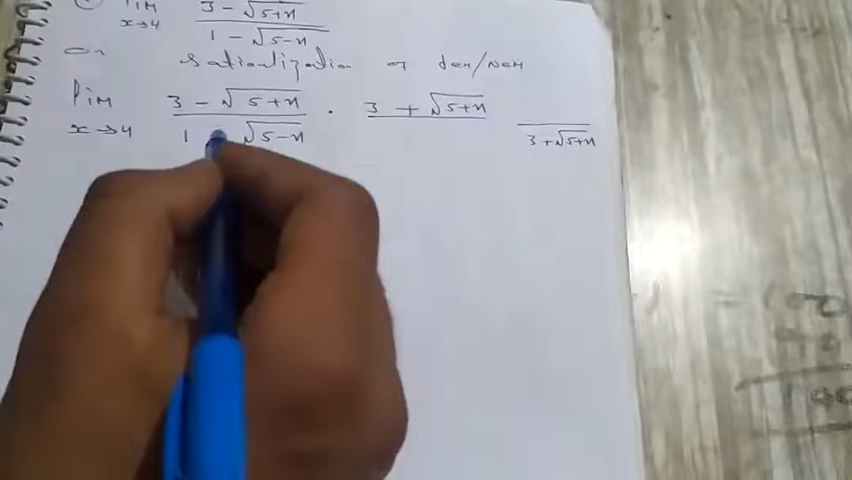 lim 3 - √5+x
x→4 1 - √5-x
on rationalization of den/Nem
lim 3 - √5+x . 3 + √5+x
x→4 1 √5-x 3+√5+x